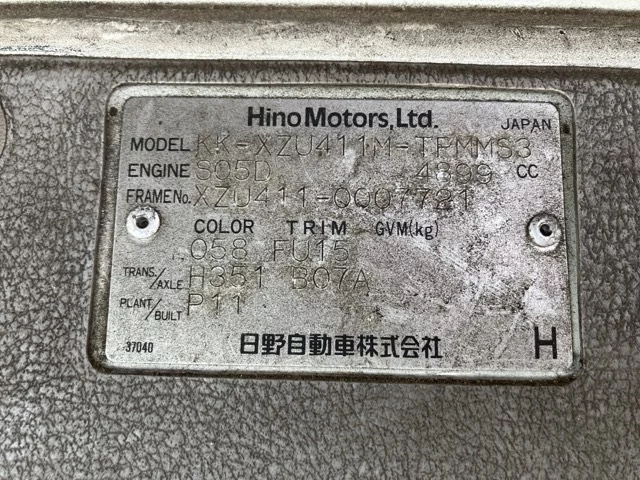 Hino Motors, Ltd. JAPAN
MODEL KK-XZU411M-TPMMS3
ENGINE S05D 4899 CC
FRAME No. XZU411-0007721
COLOR TRIM GVM(kg)
058 FU15
TRANS./AXLE H351 B07A
PLANT/BUILT P11
37040 日野自動車株式会社 H